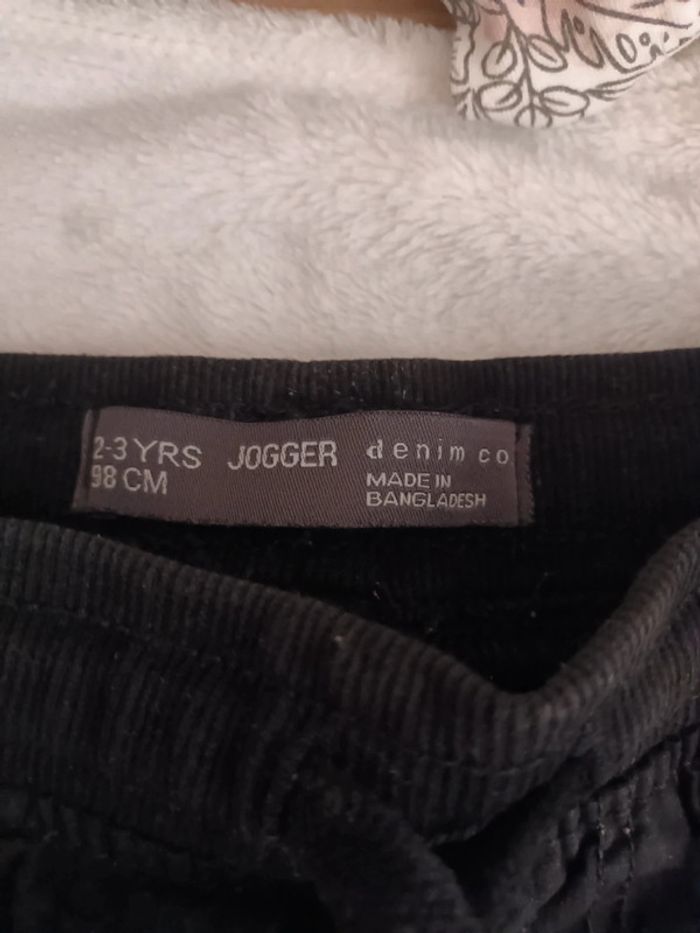 2-3 YRS JOGGER denim co
98 CM MADE IN
BANGLADESH